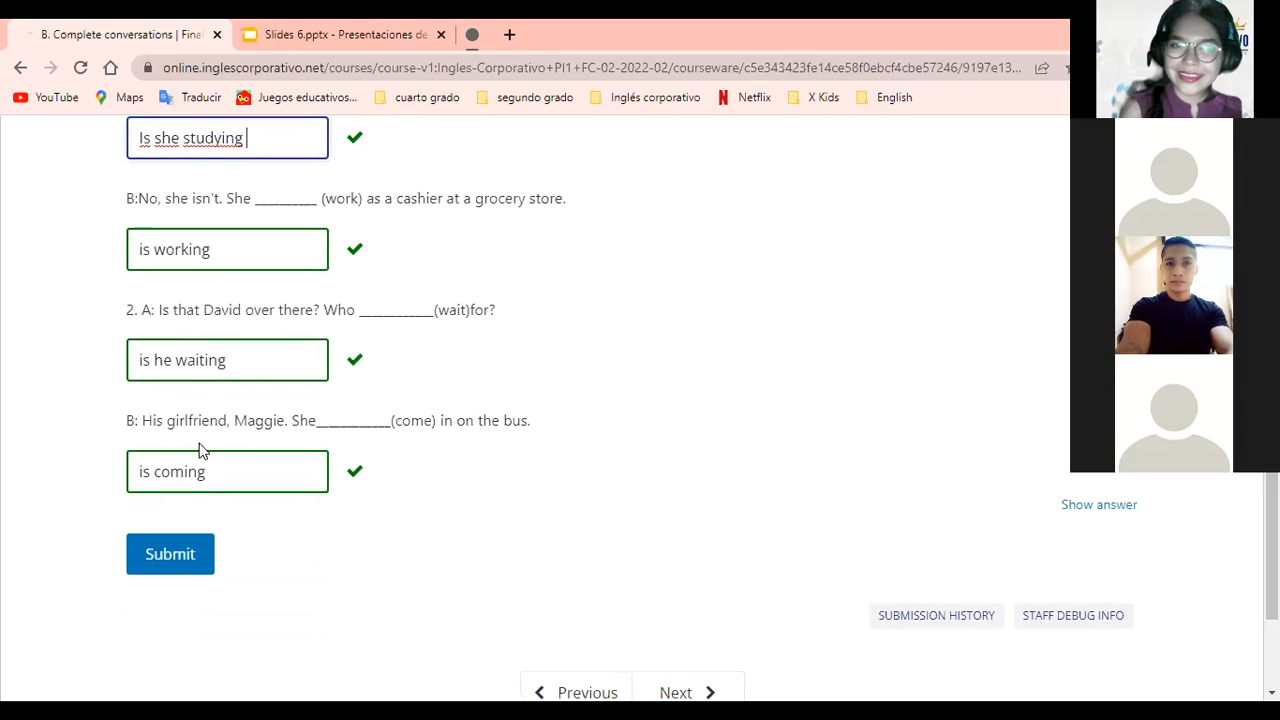 B. Complete conversations | Fina
Slides 6.pptx - Presentaciones de
online.inglescorporativo.net/courses/course-v1:Ingles-Corporativo+PI1+FC-02-2022-02/courseware/c5e343423fe14ce58f0ebcf4cbe57246/9197e13...
YouTube Maps Traducir Juegos educativos... cuarto grado segundo grado Inglés corporativo Netflix X Kids English
Is she studying
B:No, she isn't. She __________ (work) as a cashier at a grocery store.
is working
2. A: Is that David over there? Who ____________(wait)for?
is he waiting
B: His girlfriend, Maggie. She____________(come) in on the bus.
is coming
Show answer
Submit
SUBMISSION HISTORY STAFF DEBUG INFO
Previous Next